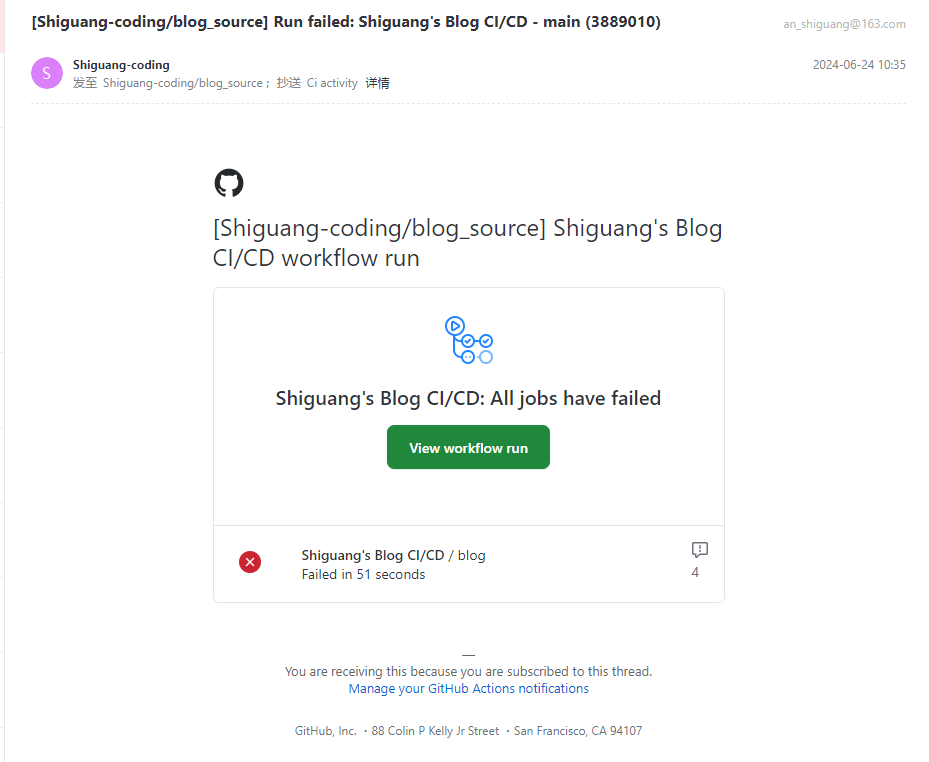 [Shiguang-coding/blog_source] Run failed: Shiguang's Blog CI/CD - main (3889010)
an_shiguang@163.com
S
Shiguang-coding
2024-06-24 10:35
发至 Shiguang-coding/blog_source ; 抄送 Ci activity 详情
[Shiguang-coding/blog_source] Shiguang's Blog
CI/CD workflow run
Shiguang's Blog CI/CD: All jobs have failed
View workflow run
Shiguang's Blog CI/CD / blog
Failed in 51 seconds
4
—
You are receiving this because you are subscribed to this thread.
Manage your GitHub Actions notifications
GitHub, Inc. ・88 Colin P Kelly Jr Street ・San Francisco, CA 94107